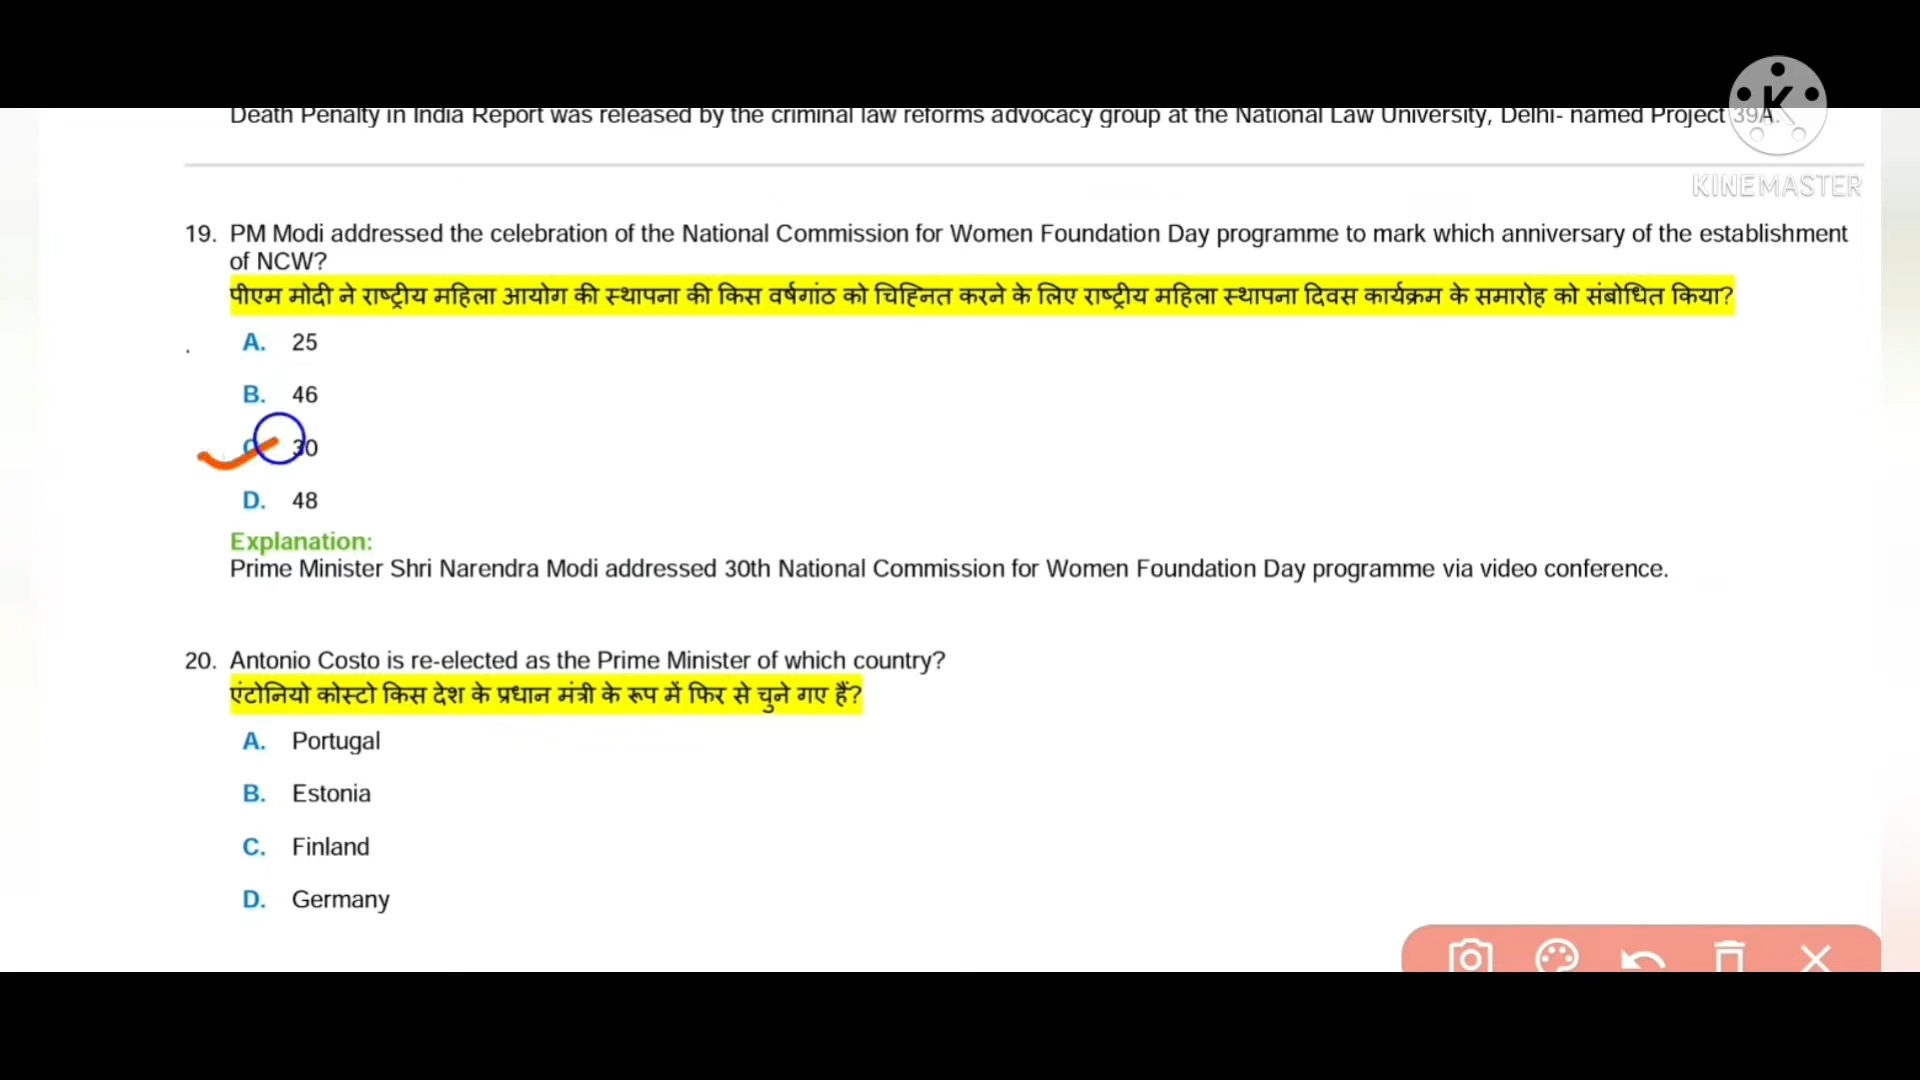 Death Penalty in India Report was released by the criminal law reforms advocacy group at the National Law University, Delhi- named Project 39A.
KINEMASTER
19. PM Modi addressed the celebration of the National Commission for Women Foundation Day programme to mark which anniversary of the establishment
of NCW?
पीएम मोदी ने राष्ट्रीय महिला आयोग की स्थापना की किस वर्षगांठ को चिह्नित करने के लिए राष्ट्रीय महिला स्थापना दिवस कार्यक्रम के समारोह को संबोधित किया?
A. 25
B. 46
C. 30
D. 48
Explanation:
Prime Minister Shri Narendra Modi addressed 30th National Commission for Women Foundation Day programme via video conference.
20. Antonio Costo is re-elected as the Prime Minister of which country?
एंटोनियो कोस्टो किस देश के प्रधान मंत्री के रूप में फिर से चुने गए हैं?
A. Portugal
B. Estonia
C. Finland
D. Germany